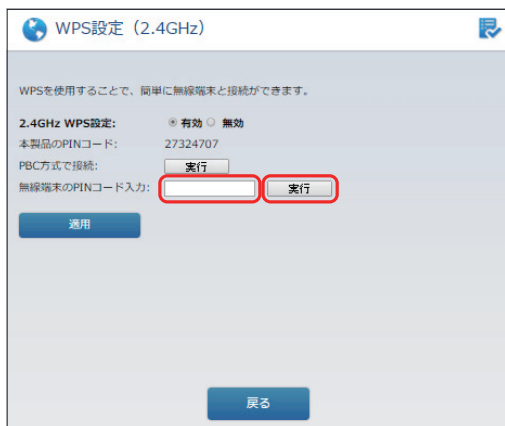 WPS設定（2.4GHz）
WPSを使用することで、簡単に無線端末と接続ができます。
2.4GHz WPS設定: 有効 無効
本製品のPINコード: 27324707
PBC方式で接続: 実行
無線端末のPINコード入力: 実行
適用
戻る